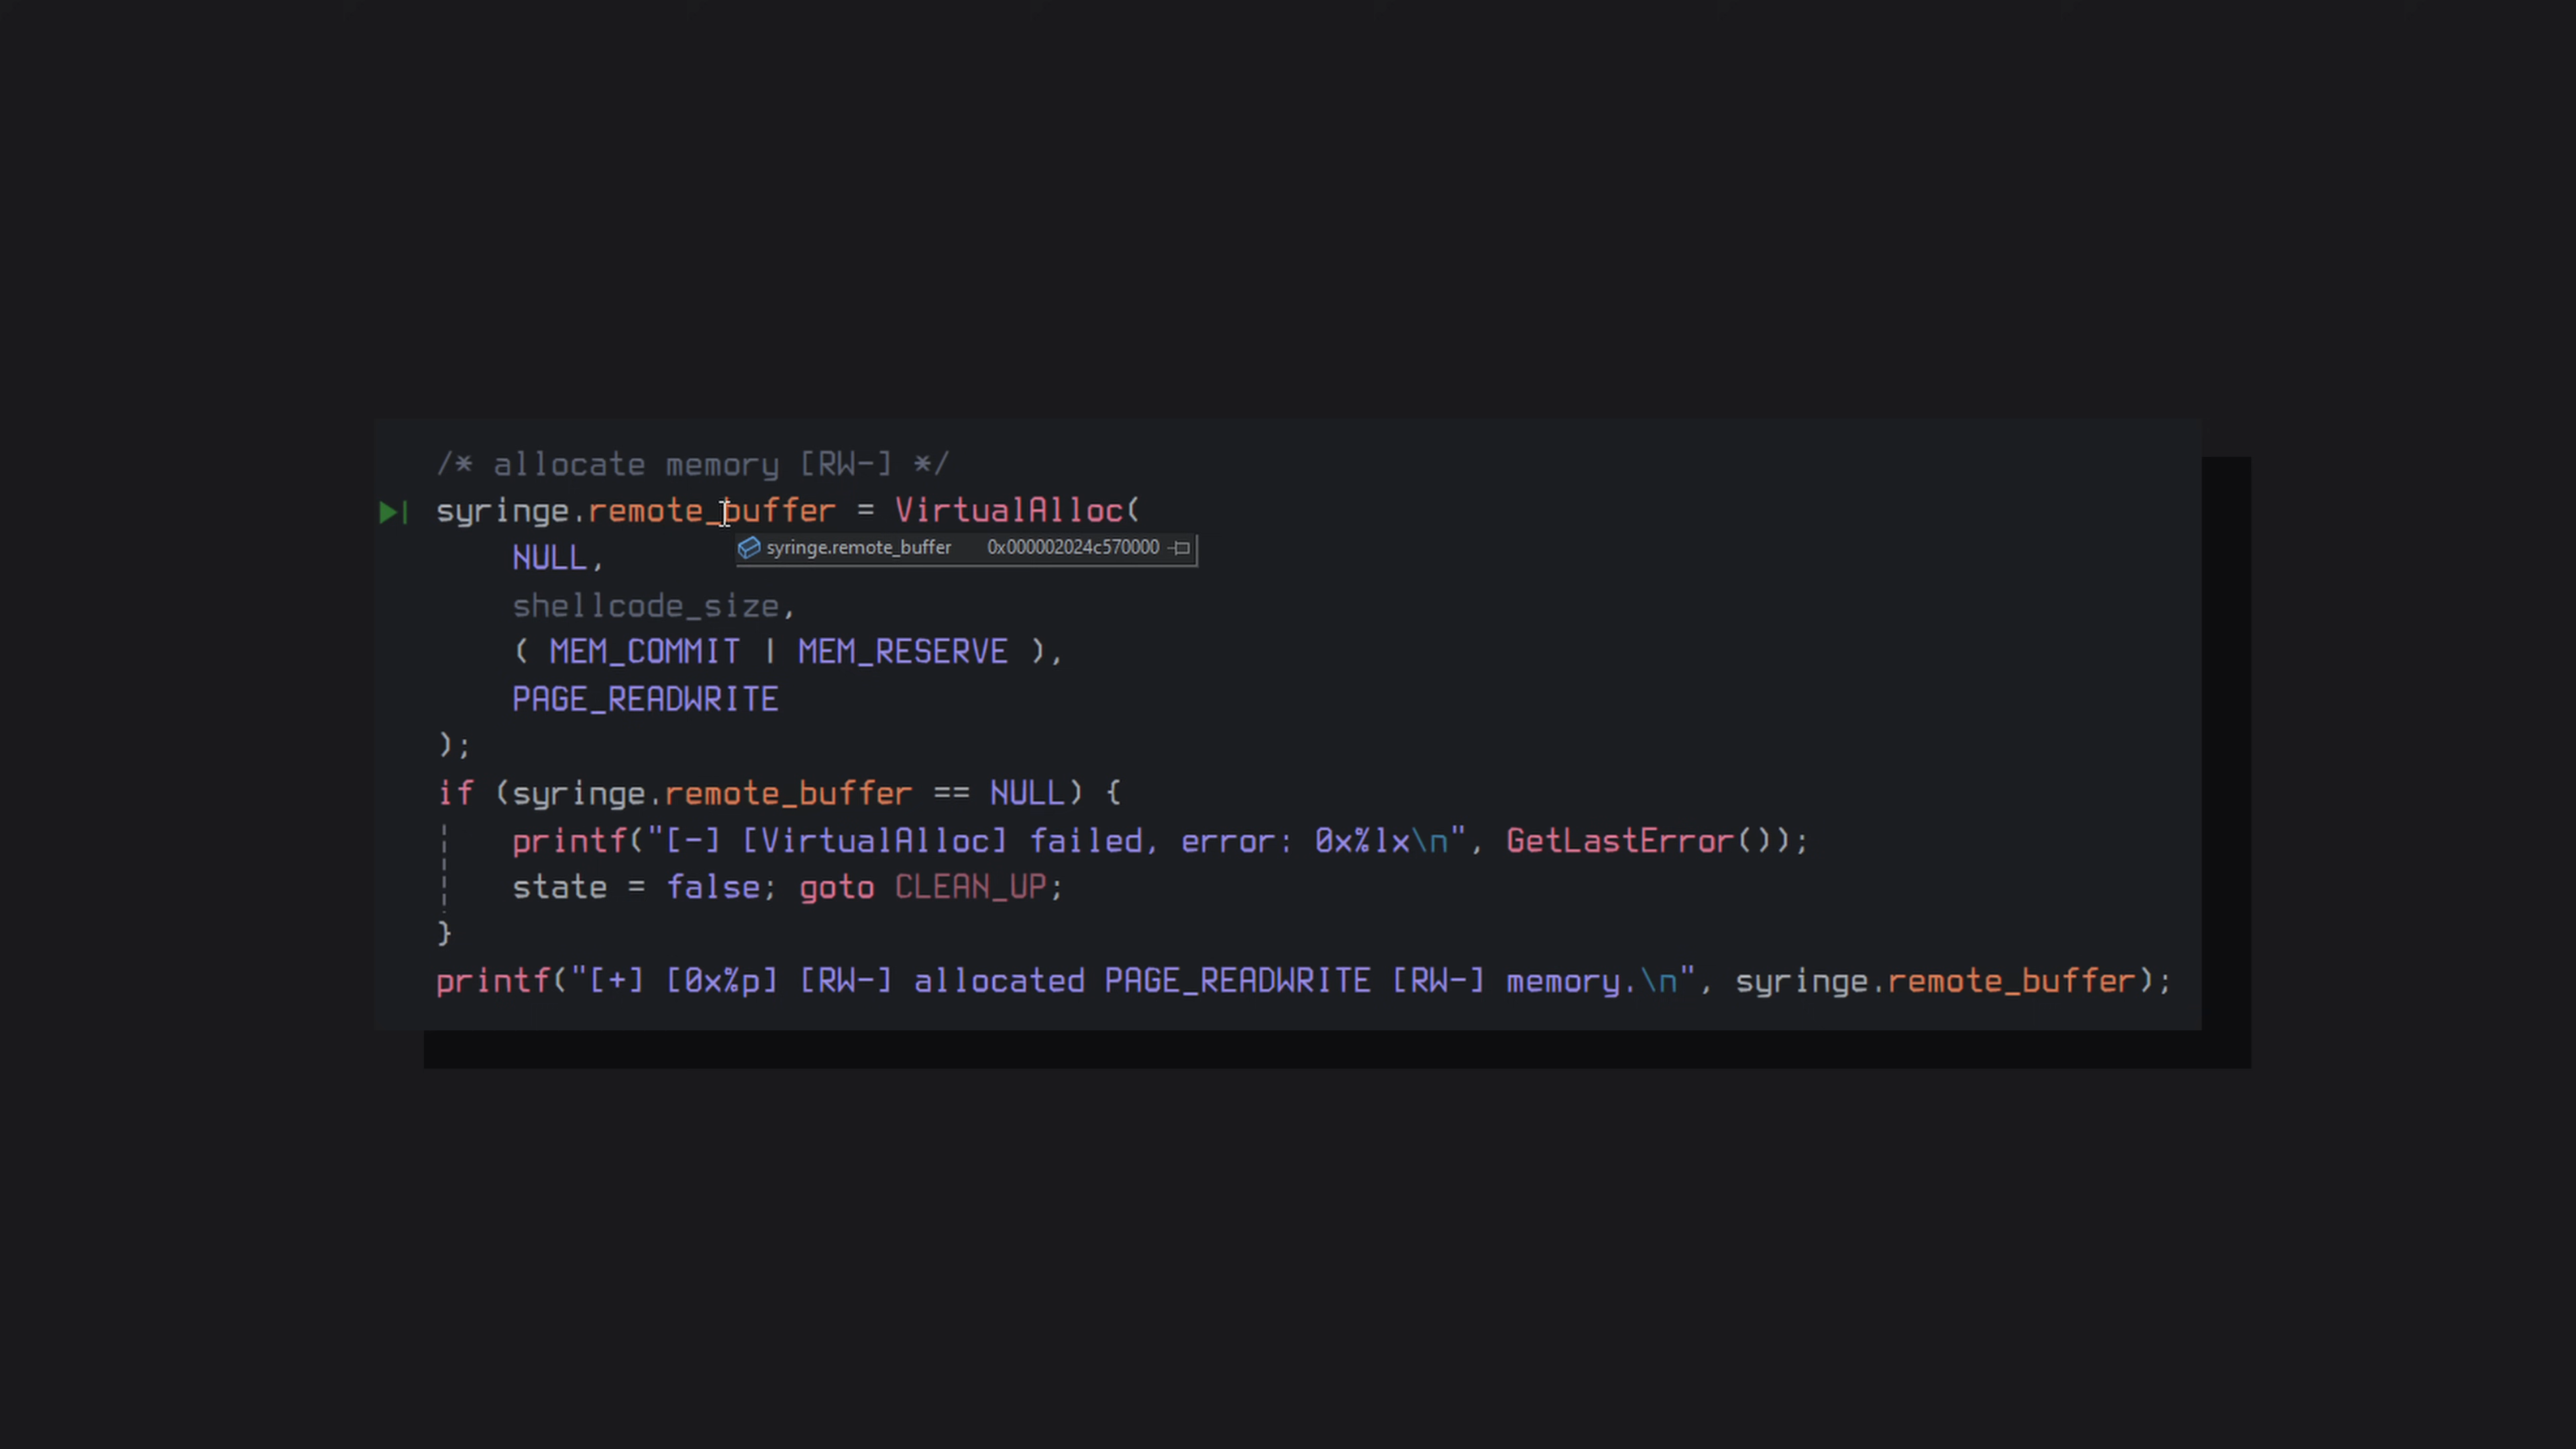 /* allocate memory [RW-] */
syringe.remote_buffer = VirtualAlloc(
syringe.remote_buffer 0x000002024c570000
NULL,
shellcode_size,
( MEM_COMMIT | MEM_RESERVE ),
PAGE_READWRITE
);
if (syringe.remote_buffer == NULL) {
printf("[-] [VirtualAlloc] failed, error: 0x%lx\n", GetLastError());
state = false; goto CLEAN_UP;
}
printf("[+] [0x%p] [RW-] allocated PAGE_READWRITE [RW-] memory.\n", syringe.remote_buffer);